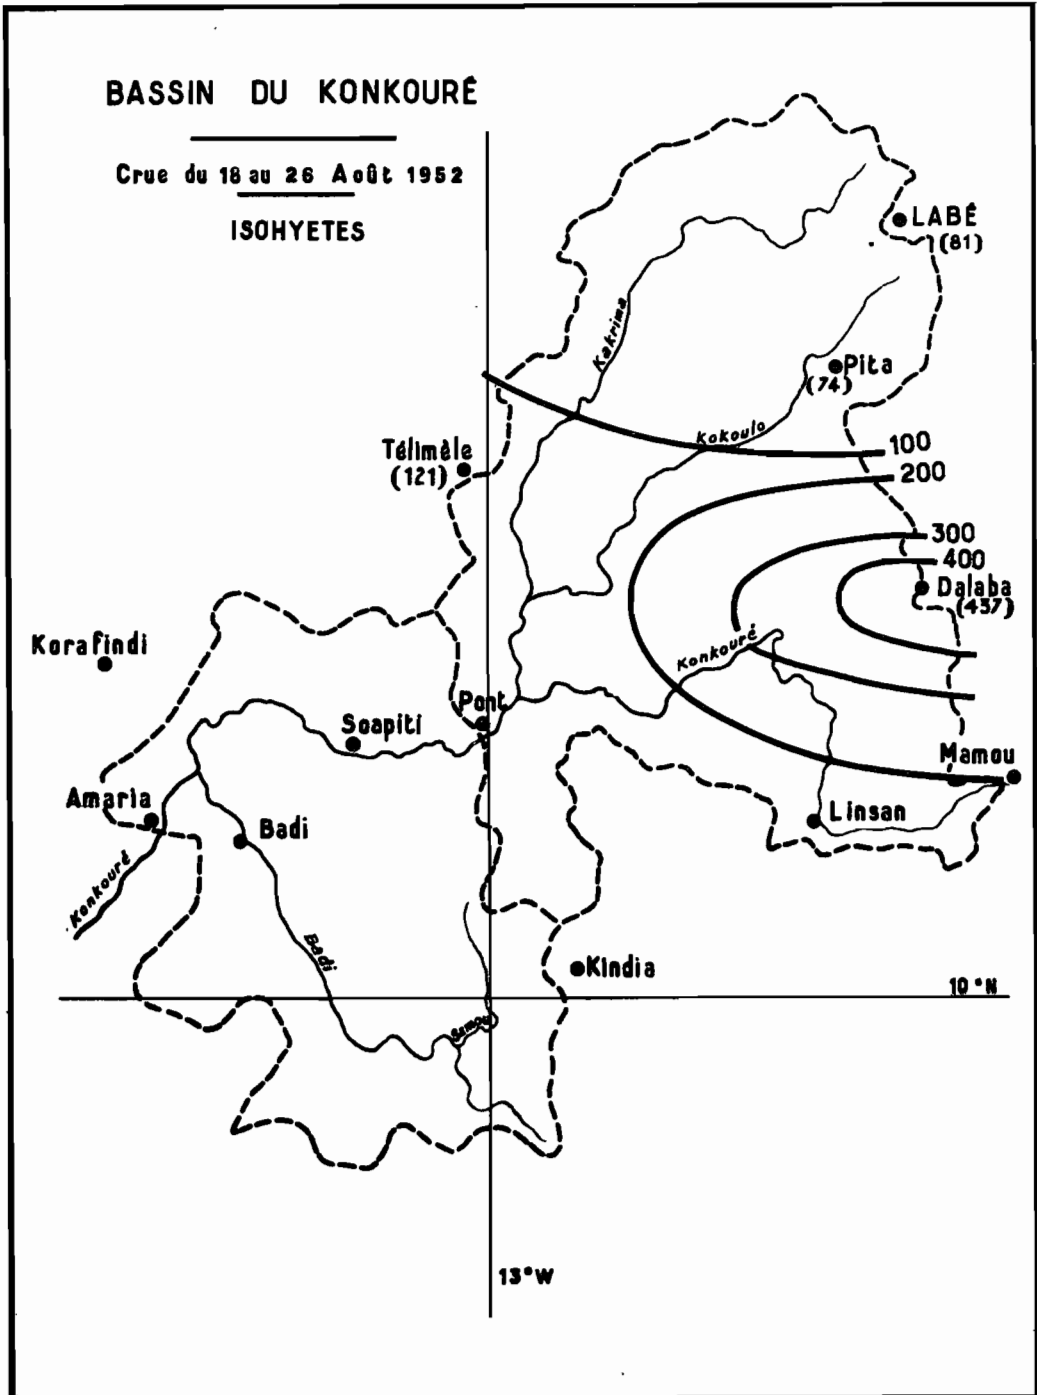 BASSIN DU KONKOURÉ
Crue du 18 au 26 Août 1952
ISOHYETES
LABÉ
(81)
Kakrima
Pita
(74)
Kokoulo
100
Télimèle
(121)
200
300
400
Dalaba
(437)
Korafindi
Konkouré
Pont
Soapiti
Mamou
Amaria
Badi
Linsan
Konkouré
Badi
Kindia
10°N
Samou
13°W